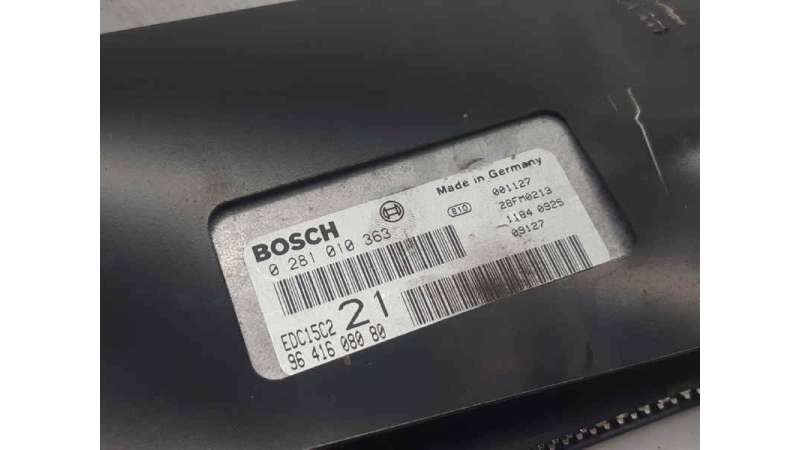 BOSCH
0 281 010 363
EDC15C2 21
96 416 080 80
Made in Germany
810 001127
28FM0213
1184 0925
09127